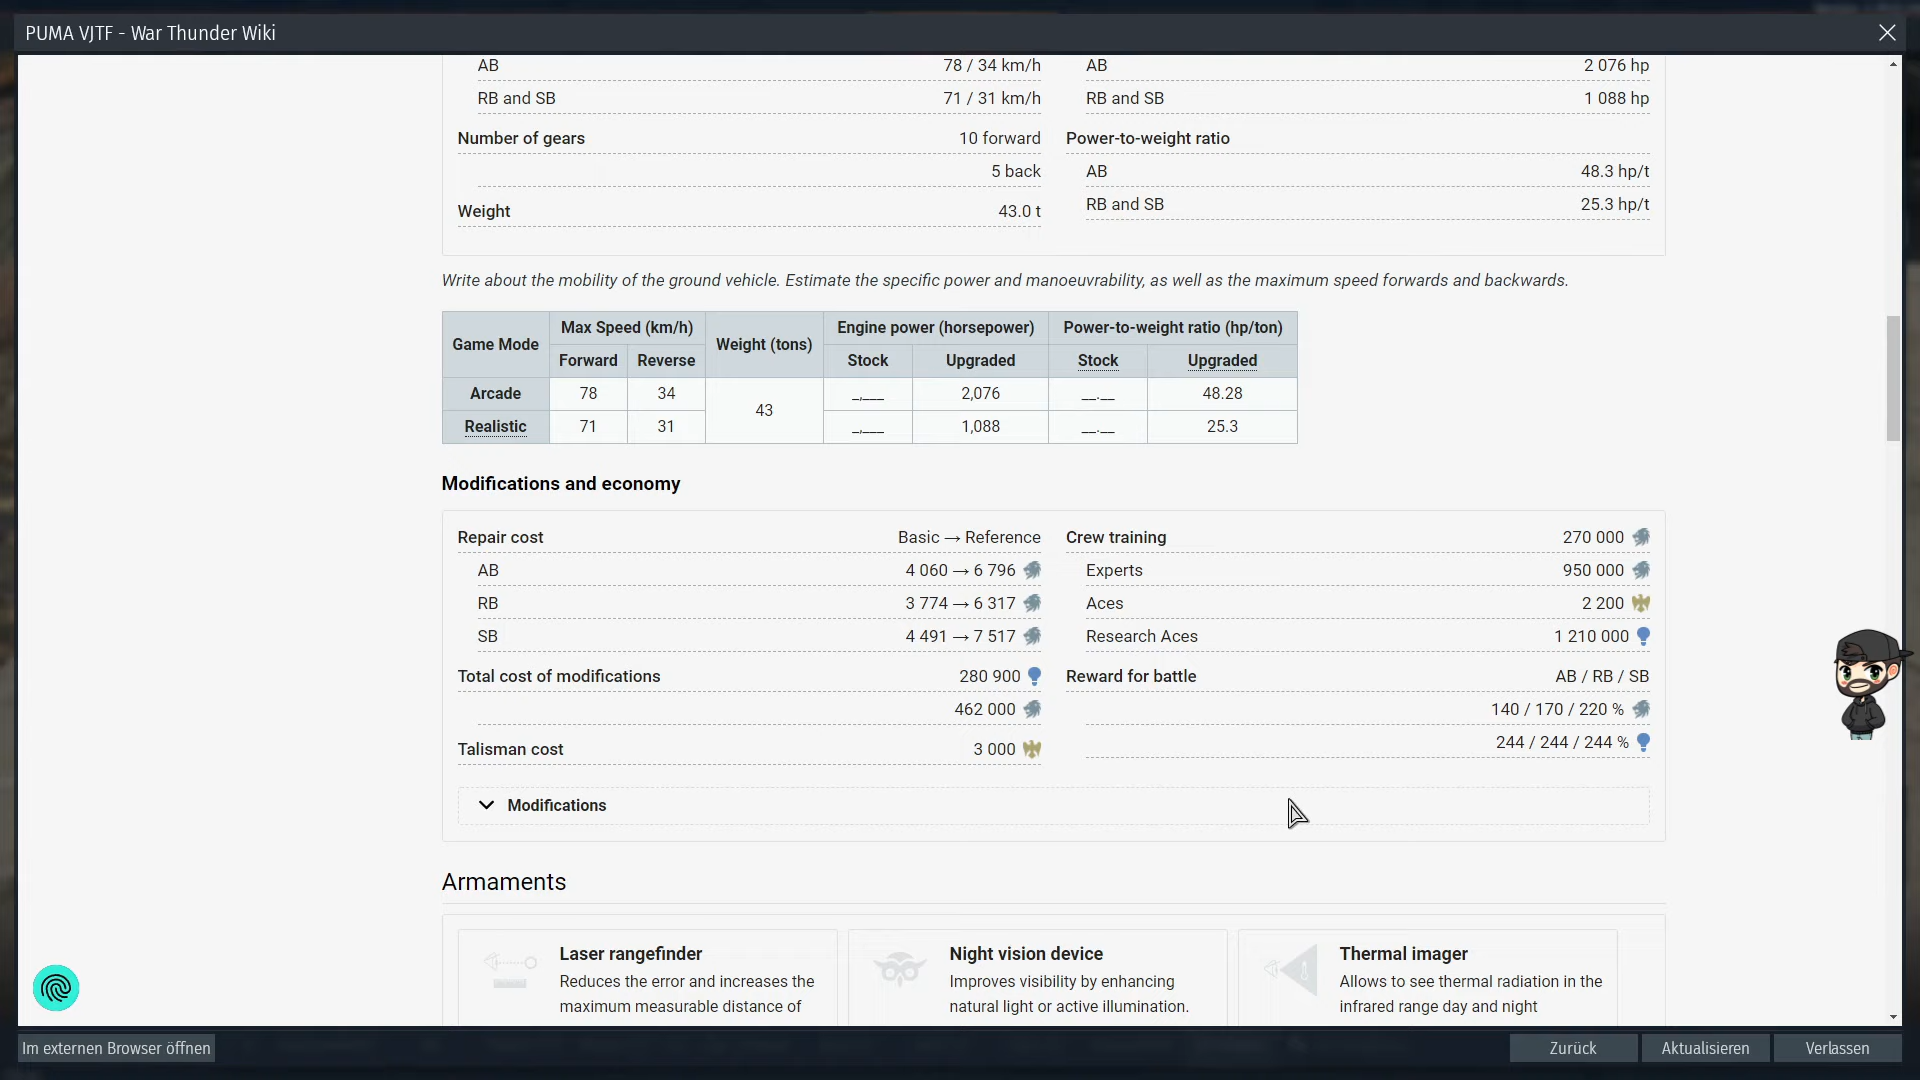 PUMA VJTF - War Thunder Wiki
AB 78 / 34 km/h
RB and SB 71 / 31 km/h
Number of gears 10 forward
5 back
Weight 43.0 t
AB 2 076 hp
RB and SB 1 088 hp
Power-to-weight ratio
AB 48.3 hp/t
RB and SB 25.3 hp/t
Write about the mobility of the ground vehicle. Estimate the specific power and manoeuvrability, as well as the maximum speed forwards and backwards.
Game Mode Max Speed (km/h) Weight (tons) Engine power (horsepower) Power-to-weight ratio (hp/ton)
Forward Reverse Stock Upgraded Stock Upgraded
Arcade 78 34 43 _,___ 2,076 __.__ 48.28
Realistic 71 31 _,___ 1,088 __.__ 25.3
Modifications and economy
Repair cost Basic → Reference
AB 4 060 → 6 796
RB 3 774 → 6 317
SB 4 491 → 7 517
Total cost of modifications 280 900
462 000
Talisman cost 3 000
Crew training 270 000
Experts 950 000
Aces 2 200
Research Aces 1 210 000
Reward for battle AB / RB / SB
140 / 170 / 220 %
244 / 244 / 244 %
Modifications
Armaments
Laser rangefinder
Reduces the error and increases the
maximum measurable distance of
Night vision device
Improves visibility by enhancing
natural light or active illumination.
Thermal imager
Allows to see thermal radiation in the
infrared range day and night
Im externen Browser öffnen Zurück Aktualisieren Verlassen